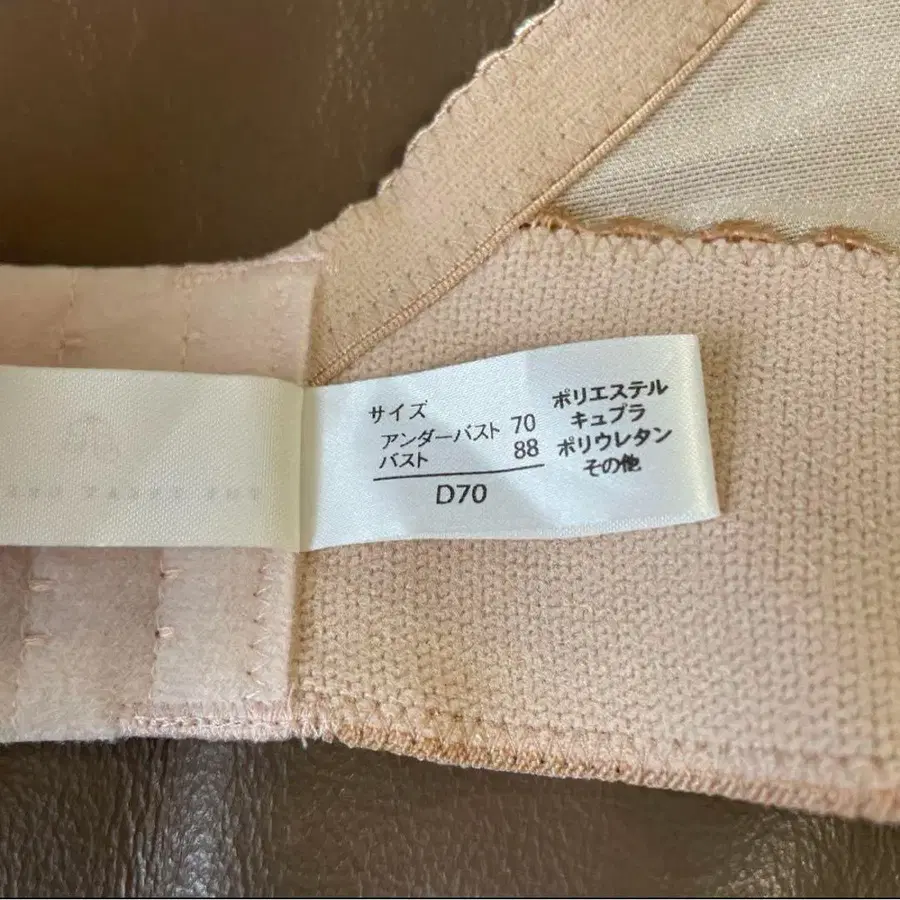 サイズ
アンダーバスト 70
バスト 88
D70
ポリエステル
キュプラ
ポリウレタン
その他